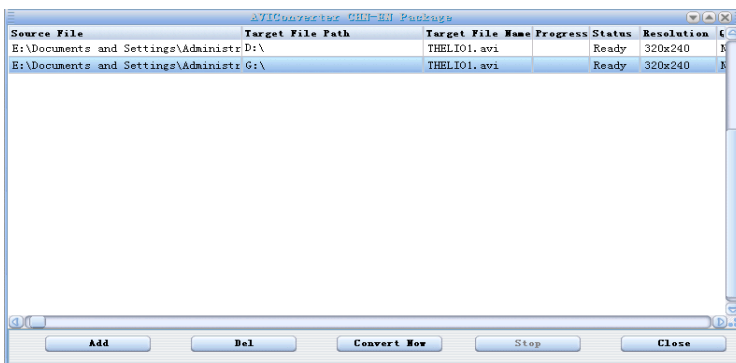 AVIConverter CHN-EN Package
Source File Target File Path Target File Name Progress Status Resolution
E:\Documents and Settings\Administr D:\ THELIO1.avi Ready 320x240 N
E:\Documents and Settings\Administr G:\ THELIO1.avi Ready 320x240 N
Add Del Convert Now Stop Close